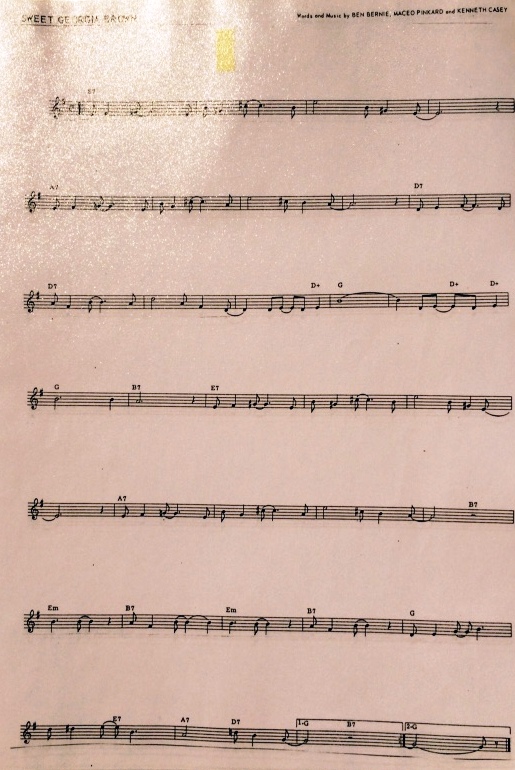 SWEET GEORGIA BROWN
Words and Music by BEN BERNIE, MACEO PINKARD and KENNETH CASEY
E7
A7 D7
D7 D+ G D+ D+
G B7 E7
A7 B7
Em B7 Em B7 G
E7 A7 D7 1-G B7 2-G